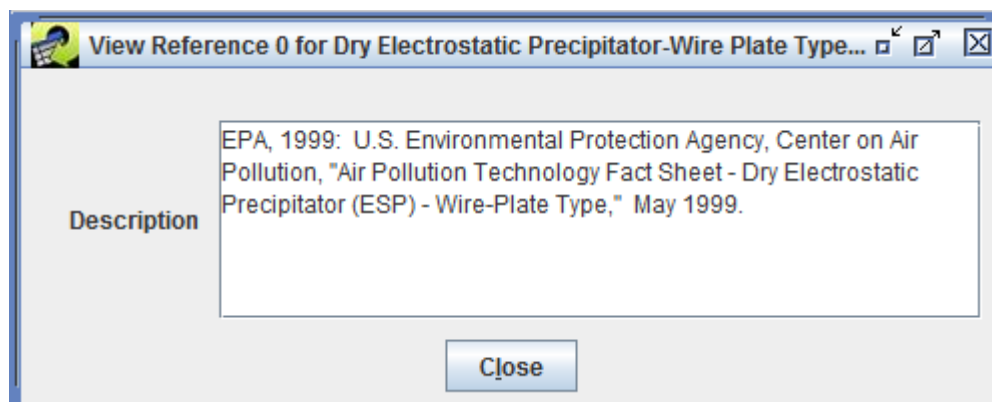 View Reference 0 for Dry Electrostatic Precipitator-Wire Plate Type...
EPA, 1999:  U.S. Environmental Protection Agency, Center on Air
Pollution, "Air Pollution Technology Fact Sheet - Dry Electrostatic
Precipitator (ESP) - Wire-Plate Type,"  May 1999.
Description
Close